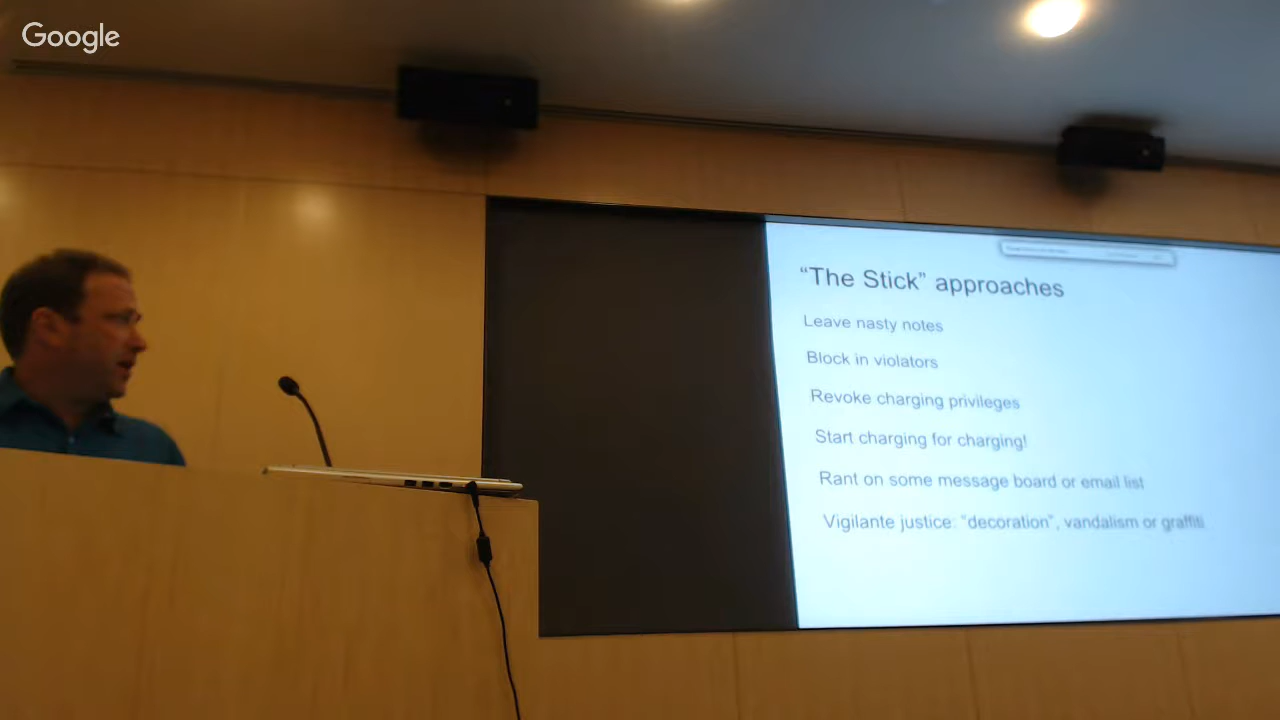 Google
“The Stick” approaches
Leave nasty notes
Block in violators
Revoke charging privileges
Start charging for charging!
Rant on some message board or email list
Vigilante justice: “decoration”, vandalism or graffiti